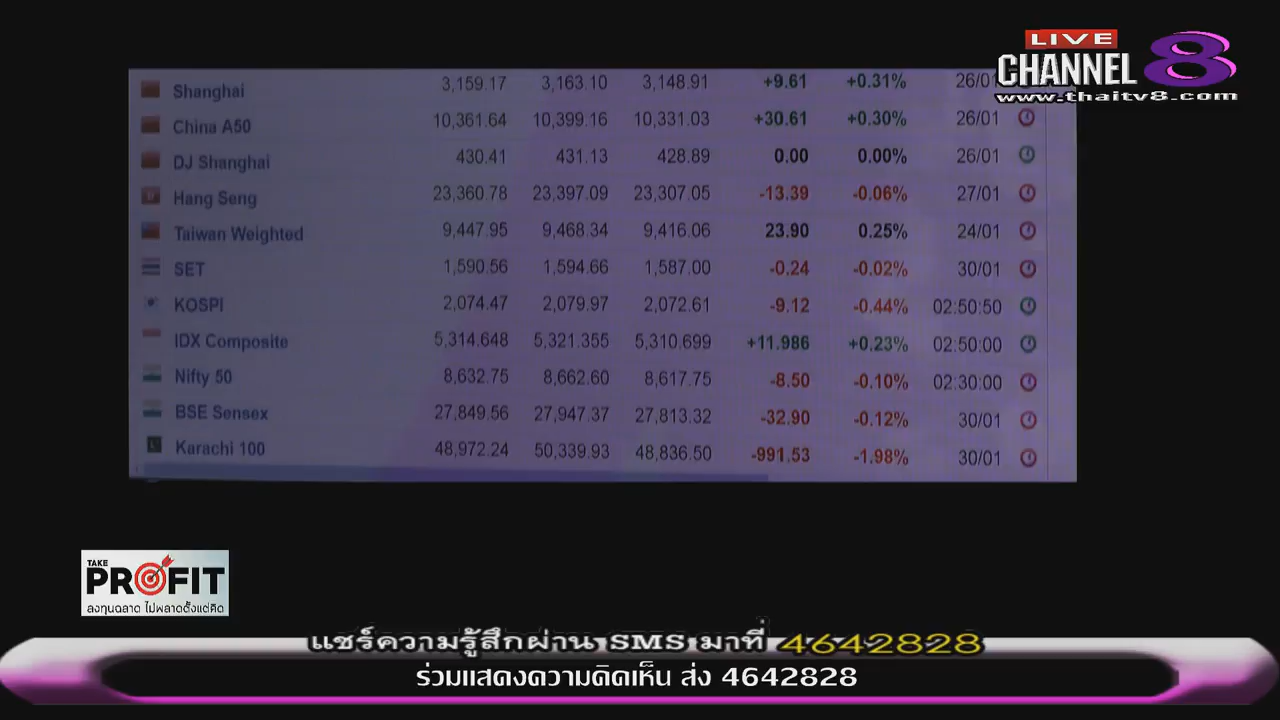 LIVE
CHANNEL 8
www.thaitv8.com
Shanghai 3,159.17 3,163.10 3,148.91 +9.61 +0.31% 26/01
China A50 10,361.64 10,399.16 10,331.03 +30.61 +0.30% 26/01
DJ Shanghai 430.41 431.13 428.89 0.00 0.00% 26/01
Hang Seng 23,360.78 23,397.09 23,307.05 -13.39 -0.06% 27/01
Taiwan Weighted 9,447.95 9,468.34 9,416.06 23.90 0.25% 24/01
SET 1,590.56 1,594.66 1,587.00 -0.24 -0.02% 30/01
KOSPI 2,074.47 2,079.97 2,072.61 -9.12 -0.44% 02:50:50
IDX Composite 5,314.648 5,321.355 5,310.699 +11.986 +0.23% 02:50:00
Nifty 50 8,632.75 8,662.60 8,617.75 -8.50 -0.10% 02:30:00
BSE Sensex 27,849.56 27,947.37 27,813.32 -32.90 -0.12% 30/01
Karachi 100 48,972.24 50,339.93 48,836.50 -991.53 -1.98% 30/01
TAKE
PROFIT
ลงทุนฉลาด ไม่พลาดตั้งแต่คิด
แชร์ความรู้สึกผ่าน SMS มาที่ 4642828
ร่วมแสดงความคิดเห็น ส่ง 4642828